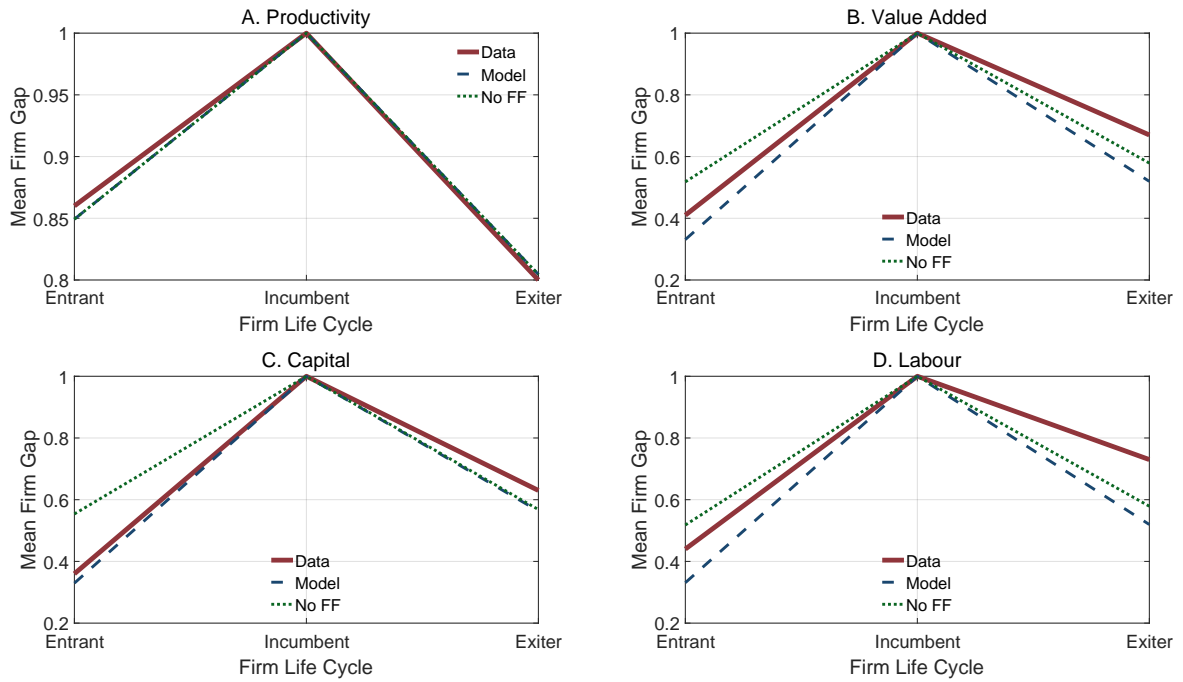 A. Productivity
Mean Firm Gap
1
0.95
0.9
0.85
0.8
Data
Model
No FF
Entrant Incumbent Exiter
Firm Life Cycle
B. Value Added
Mean Firm Gap
1
0.8
0.6
0.4
0.2
Data
Model
No FF
Entrant Incumbent Exiter
Firm Life Cycle
C. Capital
Mean Firm Gap
1
0.8
0.6
0.4
0.2
Data
Model
No FF
Entrant Incumbent Exiter
Firm Life Cycle
D. Labour
Mean Firm Gap
1
0.8
0.6
0.4
0.2
Data
Model
No FF
Entrant Incumbent Exiter
Firm Life Cycle